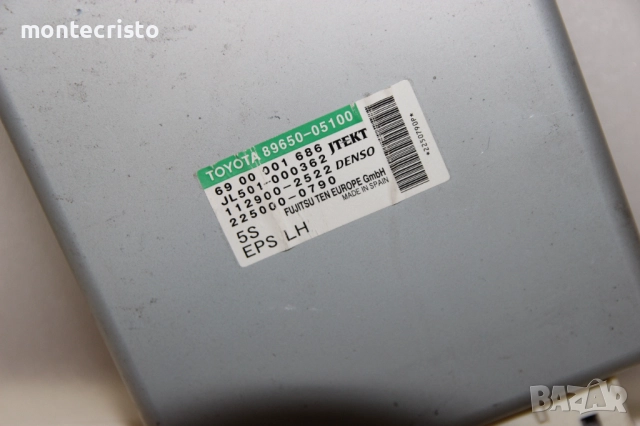 montecristo
TOYOTA 89650-05100
69 00 001 686 JTEKT
JL501-000362
112900-2522 DENSO
225000-0790
FUJITSU TEN EUROPE GmbH
MADE IN SPAIN
5S
EPS LH
*2250790P*
bazar